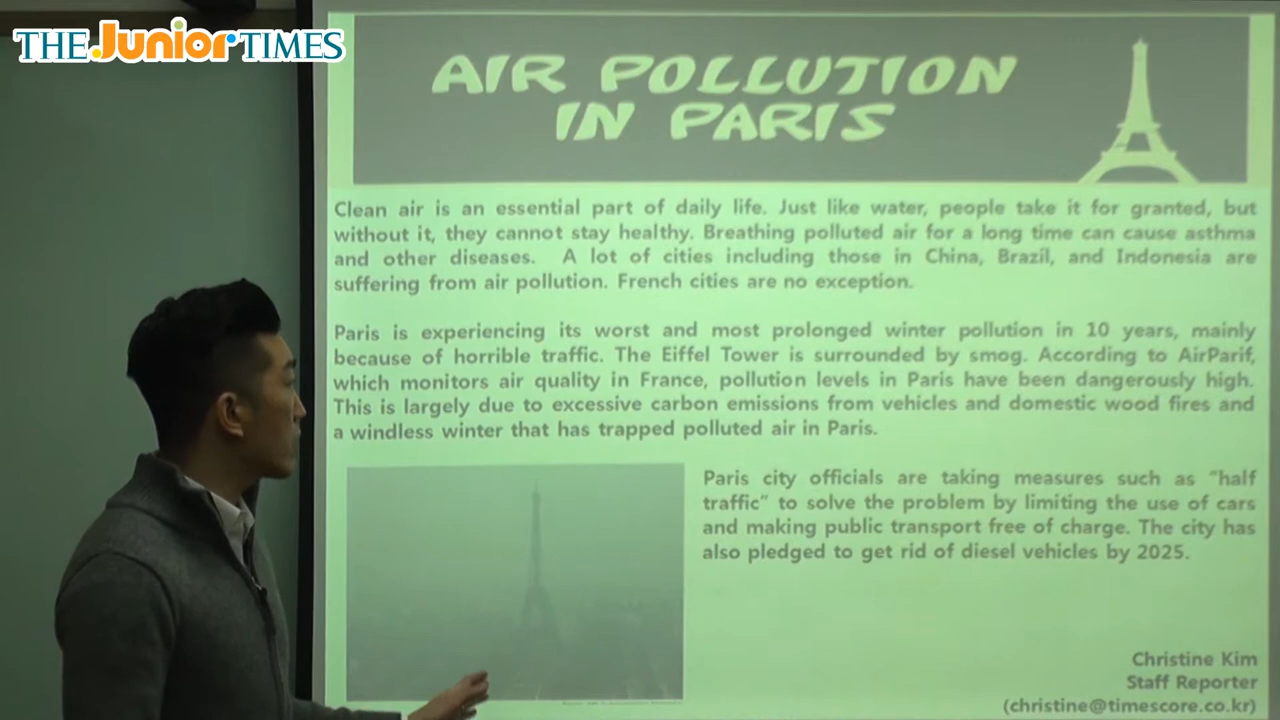 THE Junior TIMES
AIR POLLUTION
IN PARIS
Clean air is an essential part of daily life. Just like water, people take it for granted, but
without it, they cannot stay healthy. Breathing polluted air for a long time can cause asthma
and other diseases. A lot of cities including those in China, Brazil, and Indonesia are
suffering from air pollution. French cities are no exception.
Paris is experiencing its worst and most prolonged winter pollution in 10 years, mainly
because of horrible traffic. The Eiffel Tower is surrounded by smog. According to AirParif,
which monitors air quality in France, pollution levels in Paris have been dangerously high.
This is largely due to excessive carbon emissions from vehicles and domestic wood fires and
a windless winter that has trapped polluted air in Paris.
Paris city officials are taking measures such as “half
traffic” to solve the problem by limiting the use of cars
and making public transport free of charge. The city has
also pledged to get rid of diesel vehicles by 2025.
Christine Kim
Staff Reporter
(christine@timescore.co.kr)